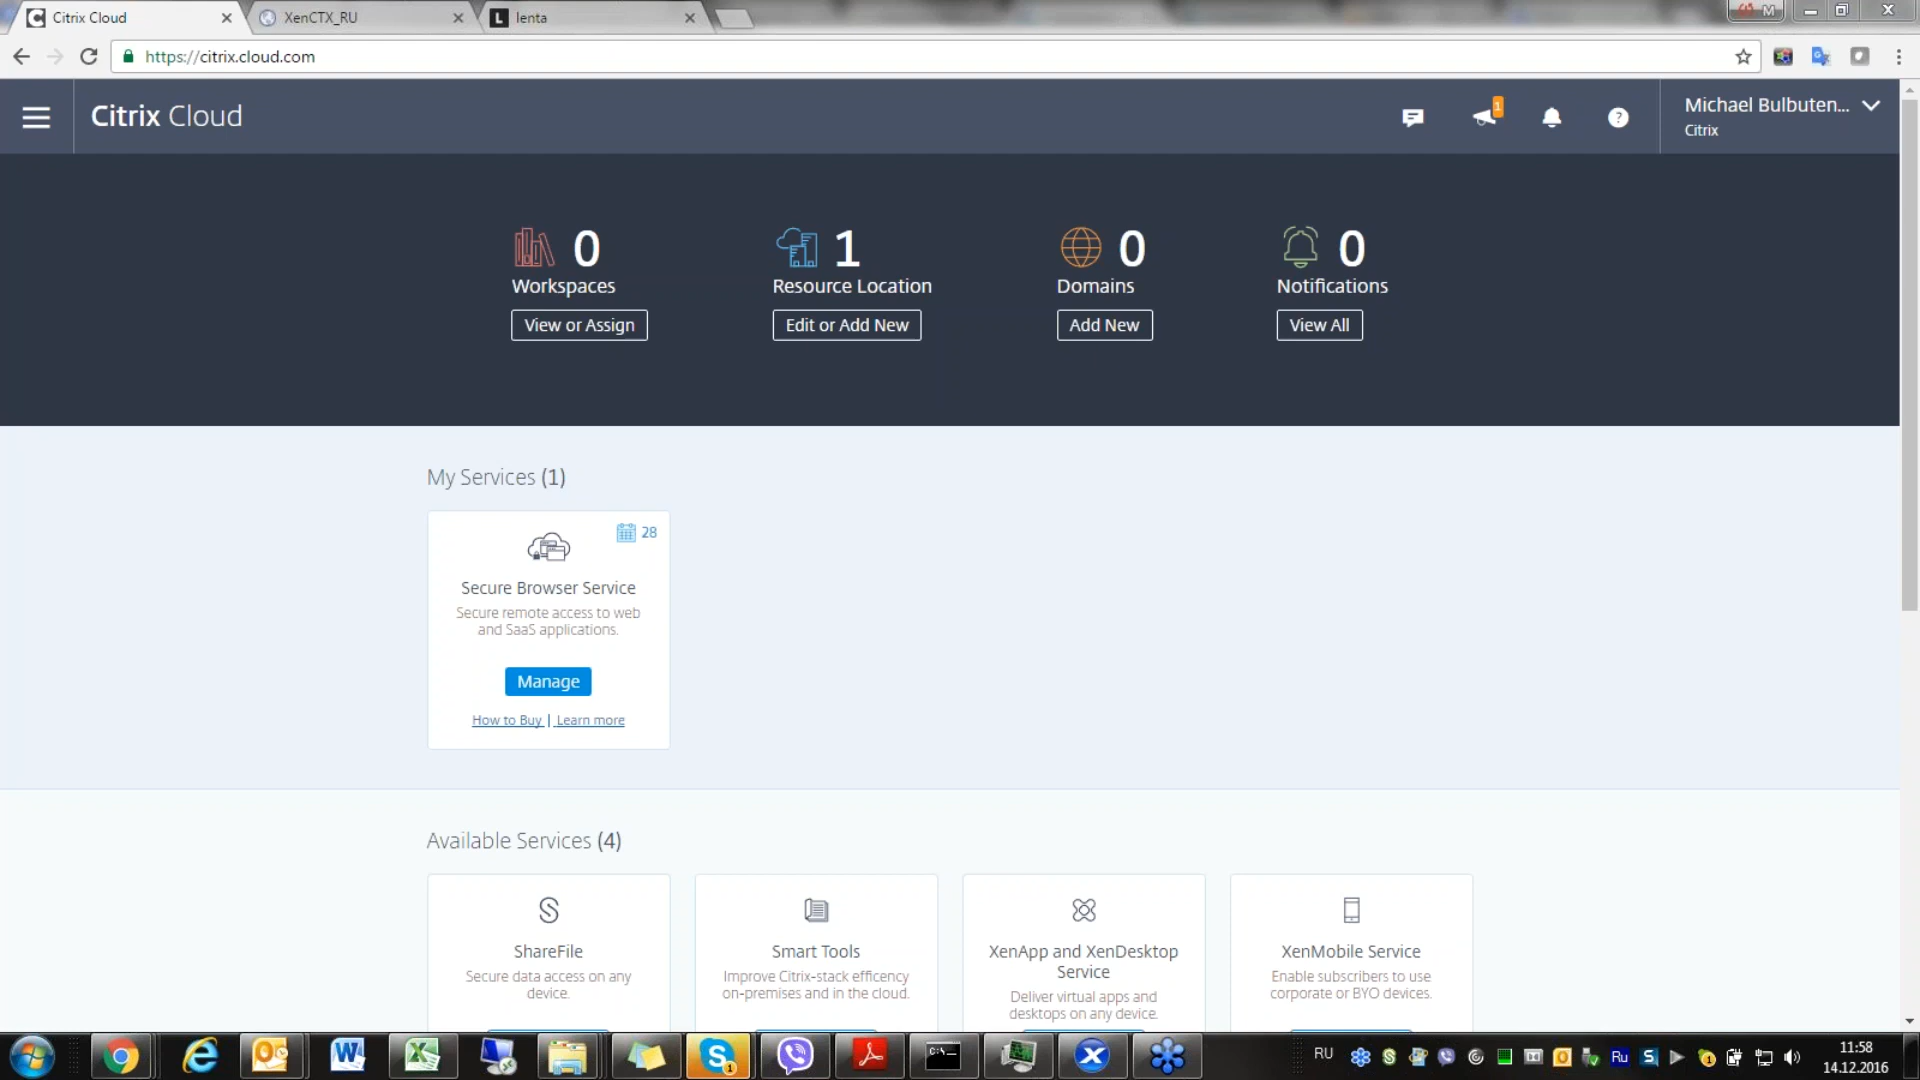 Citrix Cloud
XenCTX_RU
lenta
M
https://citrix.cloud.com
Citrix Cloud
1
Michael Bulbuten...
Citrix
0
Workspaces
View or Assign
1
Resource Location
Edit or Add New
0
Domains
Add New
0
Notifications
View All
My Services (1)
28
Secure Browser Service
Secure remote access to web
and SaaS applications.
Manage
How to Buy | Learn more
Available Services (4)
ShareFile
Secure data access on any
device.
Smart Tools
Improve Citrix-stack efficency
on-premises and in the cloud.
XenApp and XenDesktop
Service
Deliver virtual apps and
desktops on any device.
XenMobile Service
Enable subscribers to use
corporate or BYO devices.
RU
Ru
11:58
14.12.2016